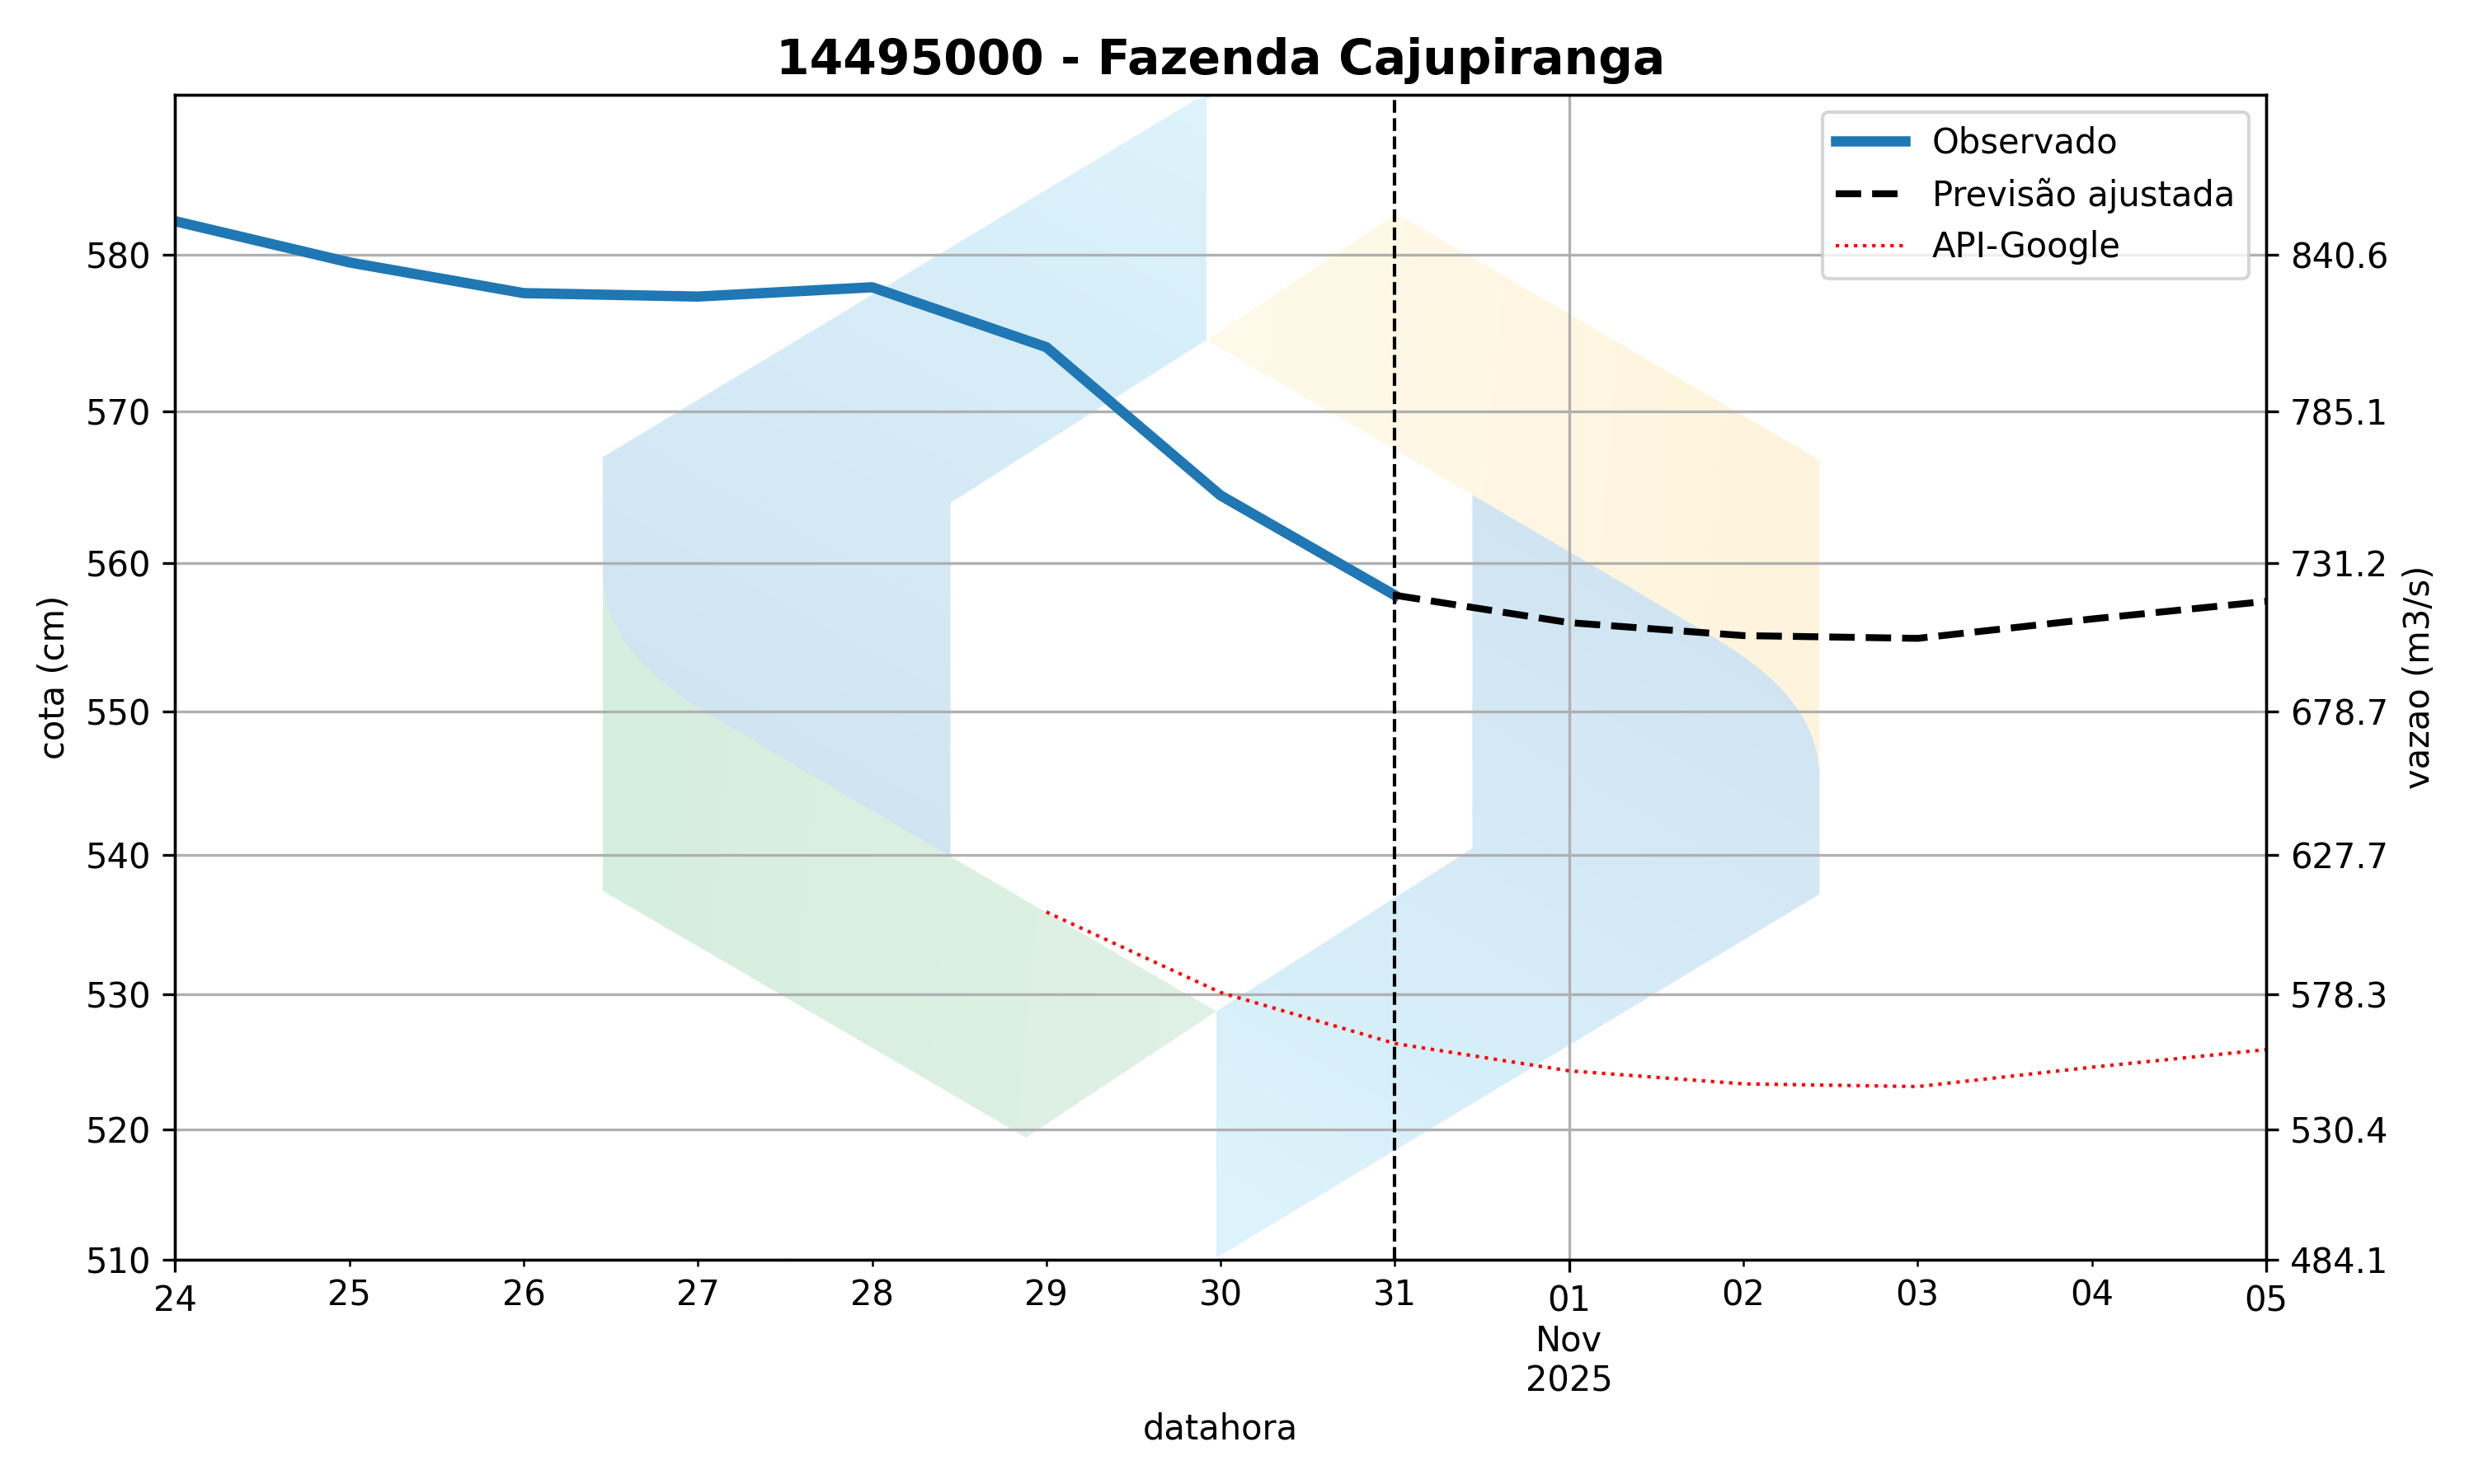 14495000 - Fazenda Cajupiranga
Observado
Previsão ajustada
API-Google
cota (cm)
580
570
560
550
540
530
520
510
840.6
785.1
731.2
678.7
627.7
578.3
530.4
484.1
vazao (m3/s)
24 25 26 27 28 29 30 31 01 02 03 04 05
Nov
2025
datahora